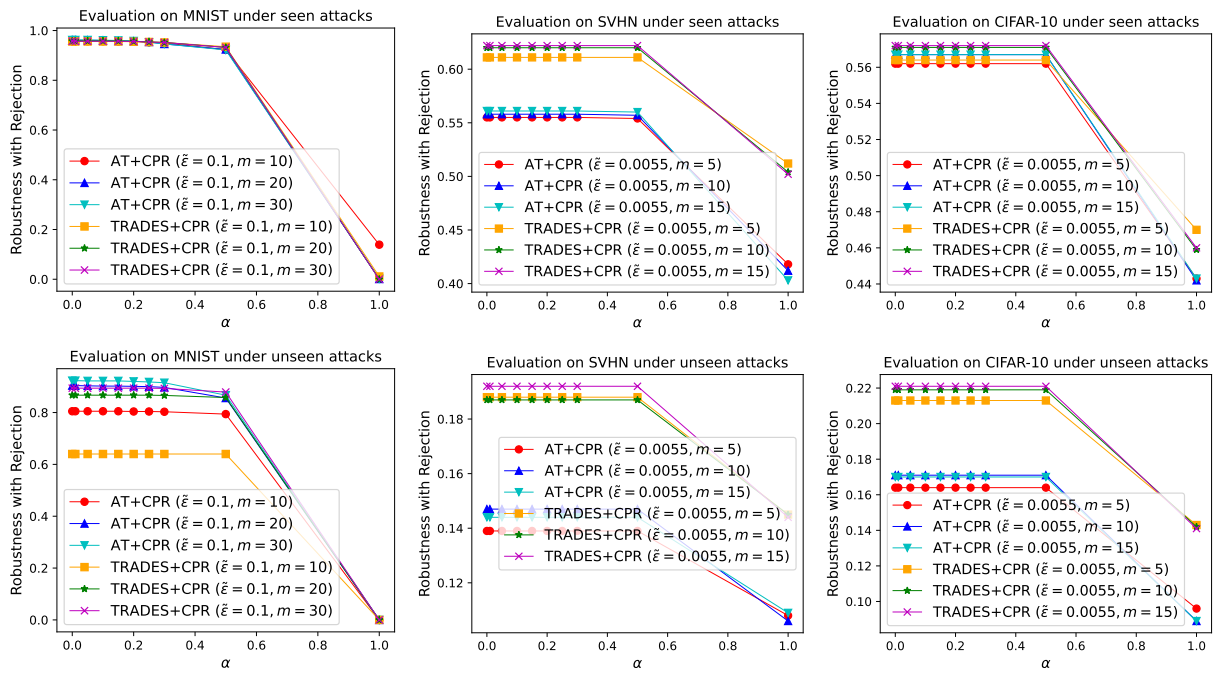 Evaluation on MNIST under seen attacks
Robustness with Rejection
1.0
0.8
0.6
0.4
0.2
0.0
AT+CPR (ε̃ = 0.1, m = 10)
AT+CPR (ε̃ = 0.1, m = 20)
AT+CPR (ε̃ = 0.1, m = 30)
TRADES+CPR (ε̃ = 0.1, m = 10)
TRADES+CPR (ε̃ = 0.1, m = 20)
TRADES+CPR (ε̃ = 0.1, m = 30)
0.0 0.2 0.4 0.6 0.8 1.0
α
Evaluation on SVHN under seen attacks
Robustness with Rejection
0.60
0.55
0.50
0.45
0.40
AT+CPR (ε̃ = 0.0055, m = 5)
AT+CPR (ε̃ = 0.0055, m = 10)
AT+CPR (ε̃ = 0.0055, m = 15)
TRADES+CPR (ε̃ = 0.0055, m = 5)
TRADES+CPR (ε̃ = 0.0055, m = 10)
TRADES+CPR (ε̃ = 0.0055, m = 15)
0.0 0.2 0.4 0.6 0.8 1.0
α
Evaluation on CIFAR-10 under seen attacks
Robustness with Rejection
0.56
0.54
0.52
0.50
0.48
0.46
0.44
AT+CPR (ε̃ = 0.0055, m = 5)
AT+CPR (ε̃ = 0.0055, m = 10)
AT+CPR (ε̃ = 0.0055, m = 15)
TRADES+CPR (ε̃ = 0.0055, m = 5)
TRADES+CPR (ε̃ = 0.0055, m = 10)
TRADES+CPR (ε̃ = 0.0055, m = 15)
0.0 0.2 0.4 0.6 0.8 1.0
α
Evaluation on MNIST under unseen attacks
Robustness with Rejection
0.8
0.6
0.4
0.2
0.0
AT+CPR (ε̃ = 0.1, m = 10)
AT+CPR (ε̃ = 0.1, m = 20)
AT+CPR (ε̃ = 0.1, m = 30)
TRADES+CPR (ε̃ = 0.1, m = 10)
TRADES+CPR (ε̃ = 0.1, m = 20)
TRADES+CPR (ε̃ = 0.1, m = 30)
0.0 0.2 0.4 0.6 0.8 1.0
α
Evaluation on SVHN under unseen attacks
Robustness with Rejection
0.18
0.16
0.14
0.12
AT+CPR (ε̃ = 0.0055, m = 5)
AT+CPR (ε̃ = 0.0055, m = 10)
AT+CPR (ε̃ = 0.0055, m = 15)
TRADES+CPR (ε̃ = 0.0055, m = 5)
TRADES+CPR (ε̃ = 0.0055, m = 10)
TRADES+CPR (ε̃ = 0.0055, m = 15)
0.0 0.2 0.4 0.6 0.8 1.0
α
Evaluation on CIFAR-10 under unseen attacks
Robustness with Rejection
0.22
0.20
0.18
0.16
0.14
0.12
0.10
AT+CPR (ε̃ = 0.0055, m = 5)
AT+CPR (ε̃ = 0.0055, m = 10)
AT+CPR (ε̃ = 0.0055, m = 15)
TRADES+CPR (ε̃ = 0.0055, m = 5)
TRADES+CPR (ε̃ = 0.0055, m = 10)
TRADES+CPR (ε̃ = 0.0055, m = 15)
0.0 0.2 0.4 0.6 0.8 1.0
α